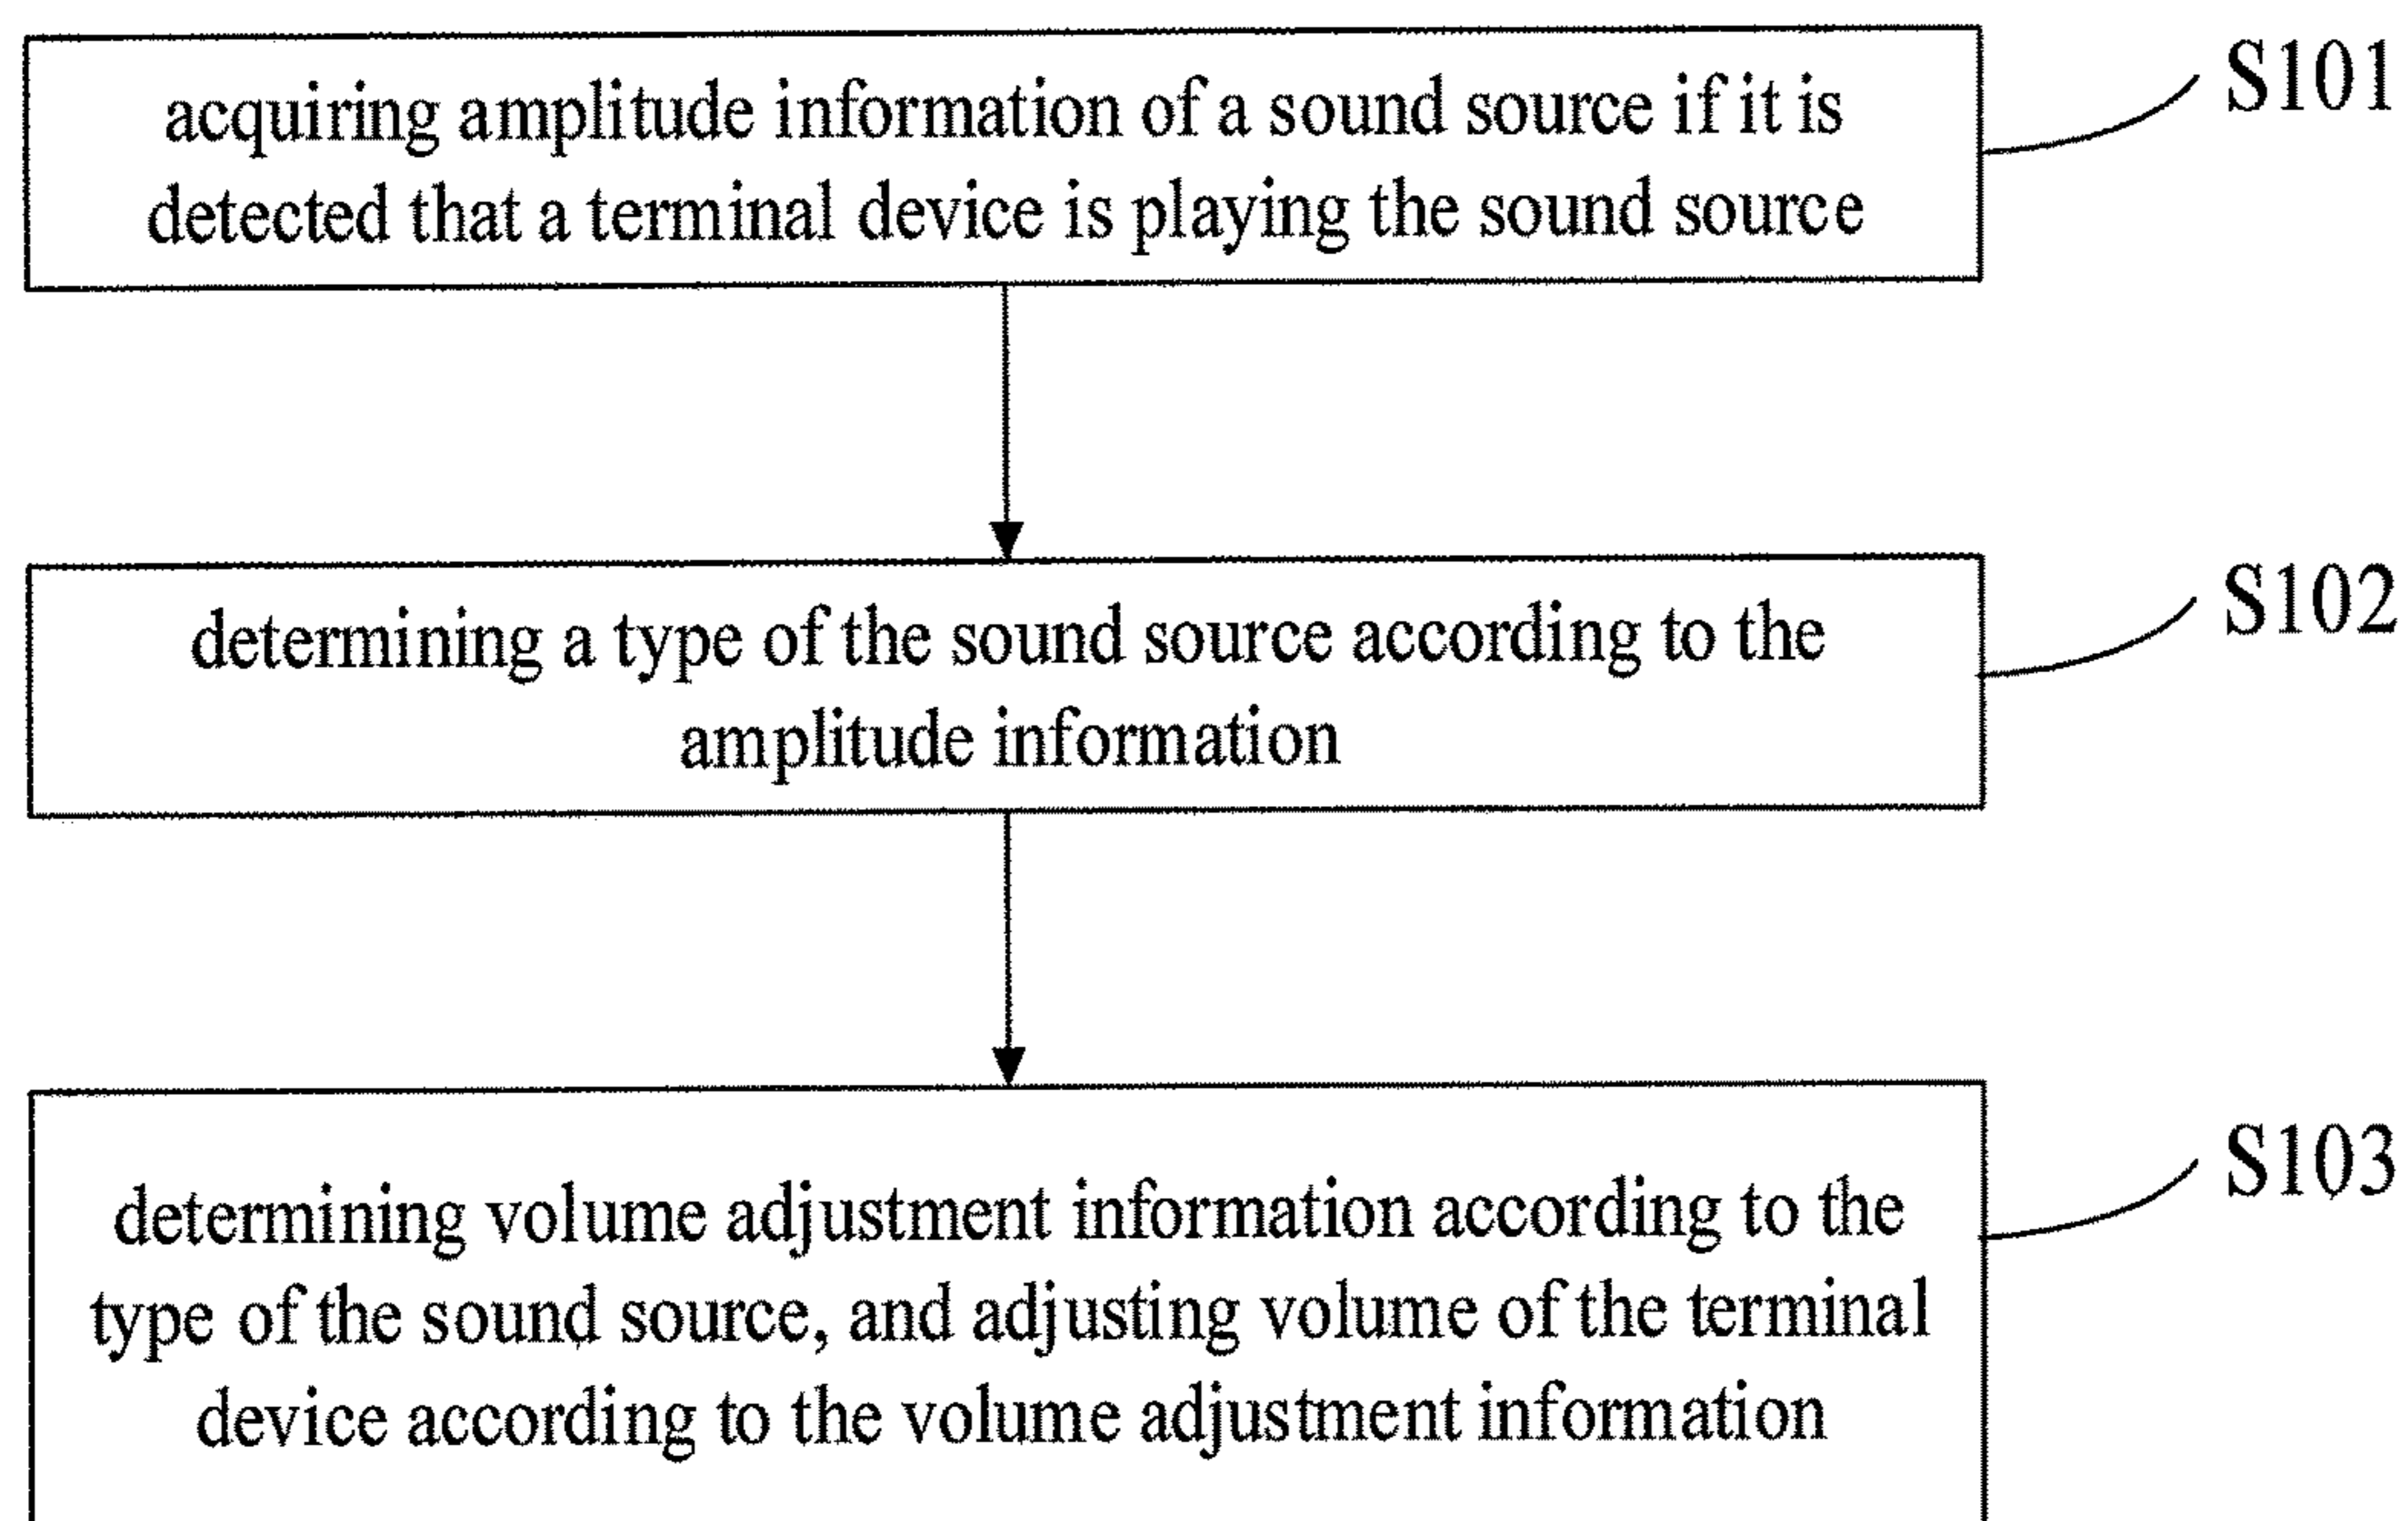 acquiring amplitude information of a sound source if it is
detected that a terminal device is playing the sound source
S101
determining a type of the sound source according to the
amplitude information
S102
determining volume adjustment information according to the
type of the sound source, and adjusting volume of the terminal
device according to the volume adjustment information
S103